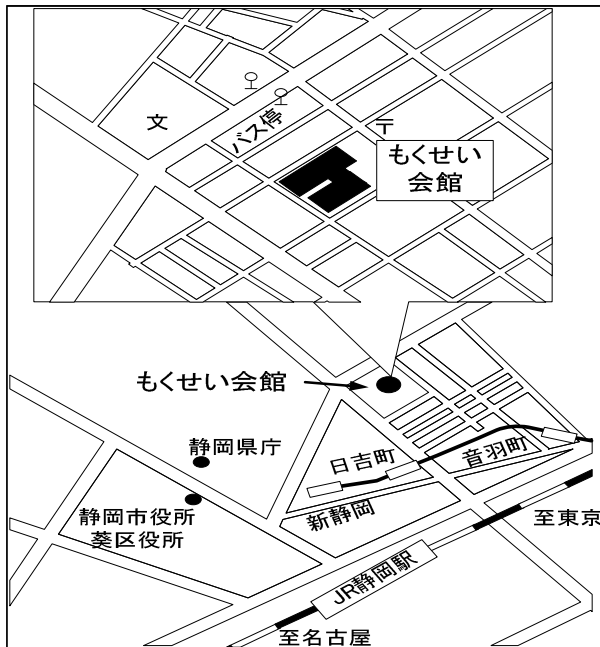 文
バス停
〒
もくせい
会館
もくせい会館
静岡県庁
日吉町
音羽町
静岡市役所
葵区役所
新静岡
至東京
JR静岡駅
至名古屋